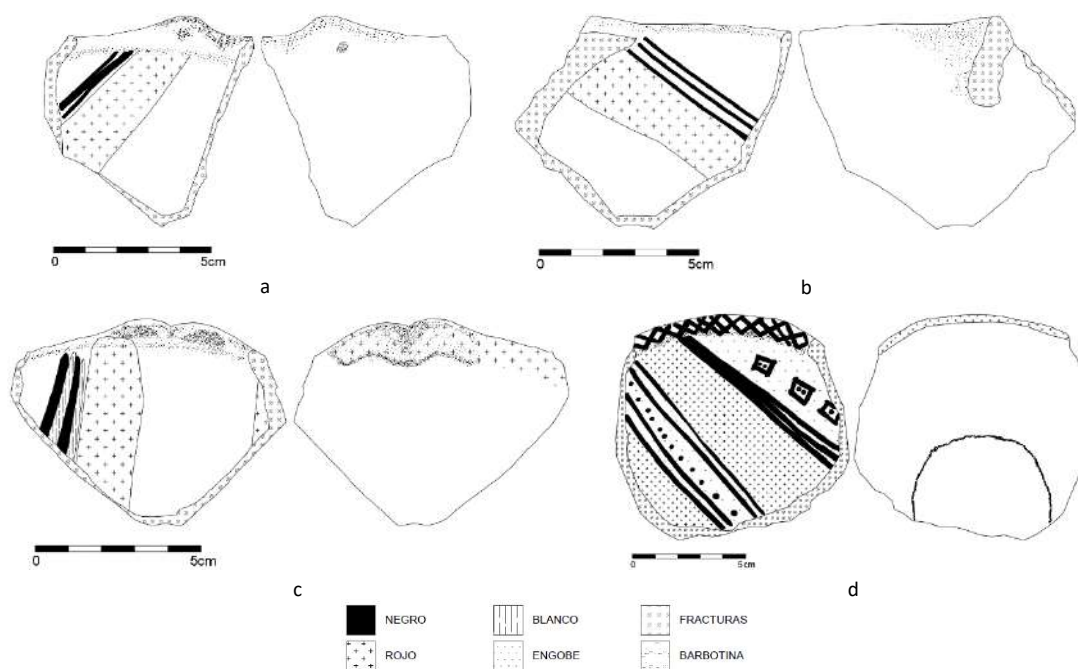 0 5cm
a
0 5cm
b
0 5cm
c
0 5cm
d
NEGRO BLANCO FRACTURAS
ROJO ENGOBE BARBOTINA